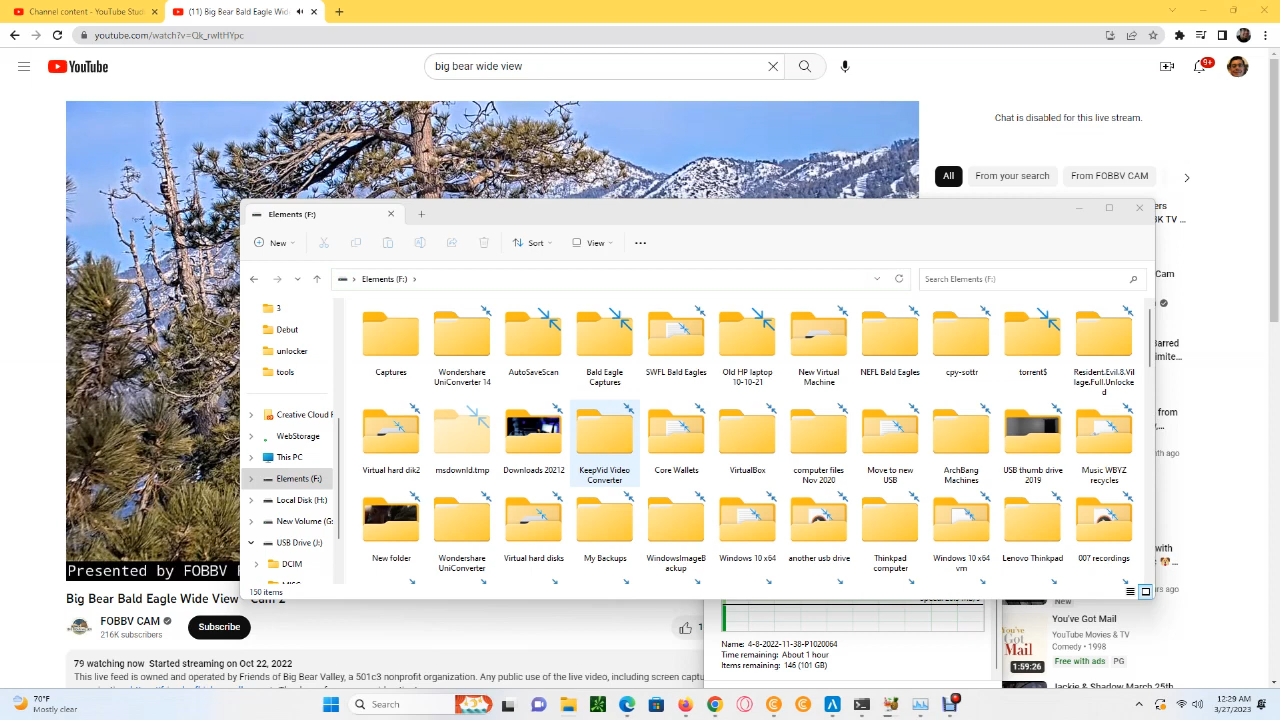 Channel content - YouTube Studi
(11) Big Bear Bald Eagle Wide
youtube.com/watch?v=Qk_rwItHYpc
YouTube
big bear wide view
9+
Chat is disabled for this live stream.
All
From your search
From FOBBV CAM
Elements (F:)
New
Sort
View
Elements (F:)
Search Elements (F:)
3
Debut
unlocker
tools
Creative Cloud F
WebStorage
This PC
Elements (F:)
Local Disk (H:)
New Volume (G:
USB Drive (J:)
DCIM
Captures
Wondershare UniConverter 14
AutoSaveScan
Bald Eagle Captures
SWFL Bald Eagles
Old HP laptop 10-10-21
New Virtual Machine
NEFL Bald Eagles
cpy-sottr
torrent$
Resident.Evil.8.Village.Full.Unlocked
Virtual hard dik2
msdownld.tmp
Downloads 20212
KeepVid Video Converter
Core Wallets
VirtualBox
computer files Nov 2020
Move to new USB
ArchBang Machines
USB thumb drive 2019
Music WBYZ recycles
New folder
Wondershare UniConverter
Virtual hard disks
My Backups
WindowsImageBackup
Windows 10 x64
another usb drive
Thinkpad computer
Windows 10 x64 vm
Lenovo Thinkpad
007 recordings
150 items
Presented by FOBBV
Big Bear Bald Eagle Wide View - Cam 2
FOBBV CAM
216K subscribers
Subscribe
1
79 watching now Started streaming on Oct 22, 2022
This live feed is owned and operated by Friends of Big Bear Valley, a 501c3 nonprofit organization. Any public use of the live video, including screen captu
Name: 4-8-2022-11-38-P1020064
Time remaining: About 1 hour
Items remaining: 146 (101 GB)
New
You've Got Mail
YouTube Movies & TV
Comedy • 1998
Free with ads
PG
1:59:26
Jackie & Shadow March 25th
70°F
Mostly clear
Search
12:29 AM
3/27/2023